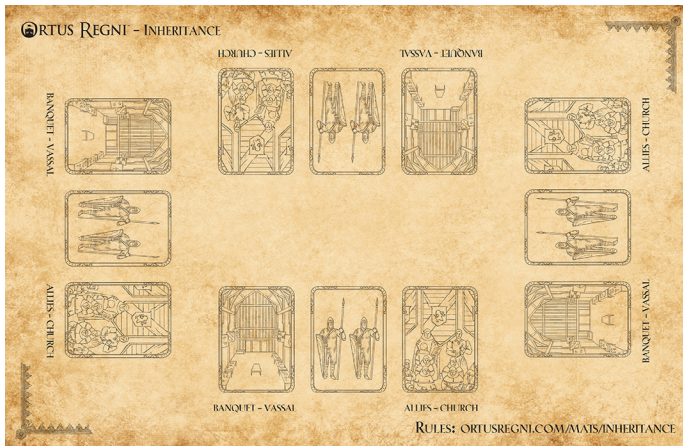 ORTUS REGNI™ - INHERITANCE
ALLIES - CHURCH
BANQUET - VASSAL
BANQUET - VASSAL
ALLIES - CHURCH
ALLIES - CHURCH
BANQUET - VASSAL
BANQUET - VASSAL
ALLIES - CHURCH
RULES: ORTUSREGNI.COM/MATS/INHERITANCE